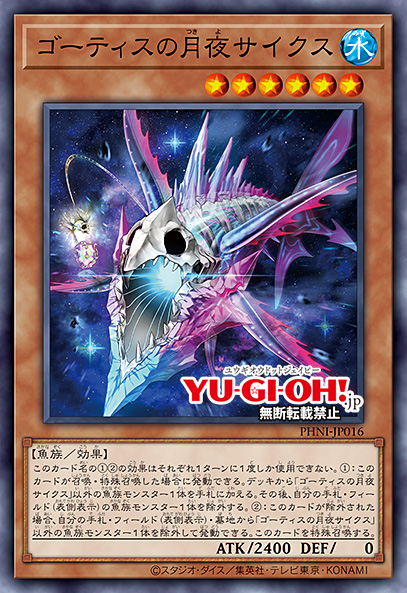 ゴーティスの月夜サイクス
つき よ
水
ユウギオウドットジェイピー
YU-GI-OH!.jp
無断転載禁止
PHNI-JP016
【魚族／効果】
このカード名の①②の効果はそれぞれ1ターンに1度しか使用できない。①：この
カードが召喚・特殊召喚した場合に発動できる。デッキから「ゴーティスの月夜
サイクス」以外の魚族モンスター1体を手札に加える。その後、自分の手札・フィー
ルド（表側表示）の魚族モンスター1体を除外する。②：このカードが除外された
場合、自分の手札・フィールド（表側表示）・墓地から「ゴーティスの月夜サイクス」
以外の魚族モンスター1体を除外して発動できる。このカードを特殊召喚する。
ATK/2400 DEF/ 0
©スタジオ・ダイス／集英社・テレビ東京・KONAMI